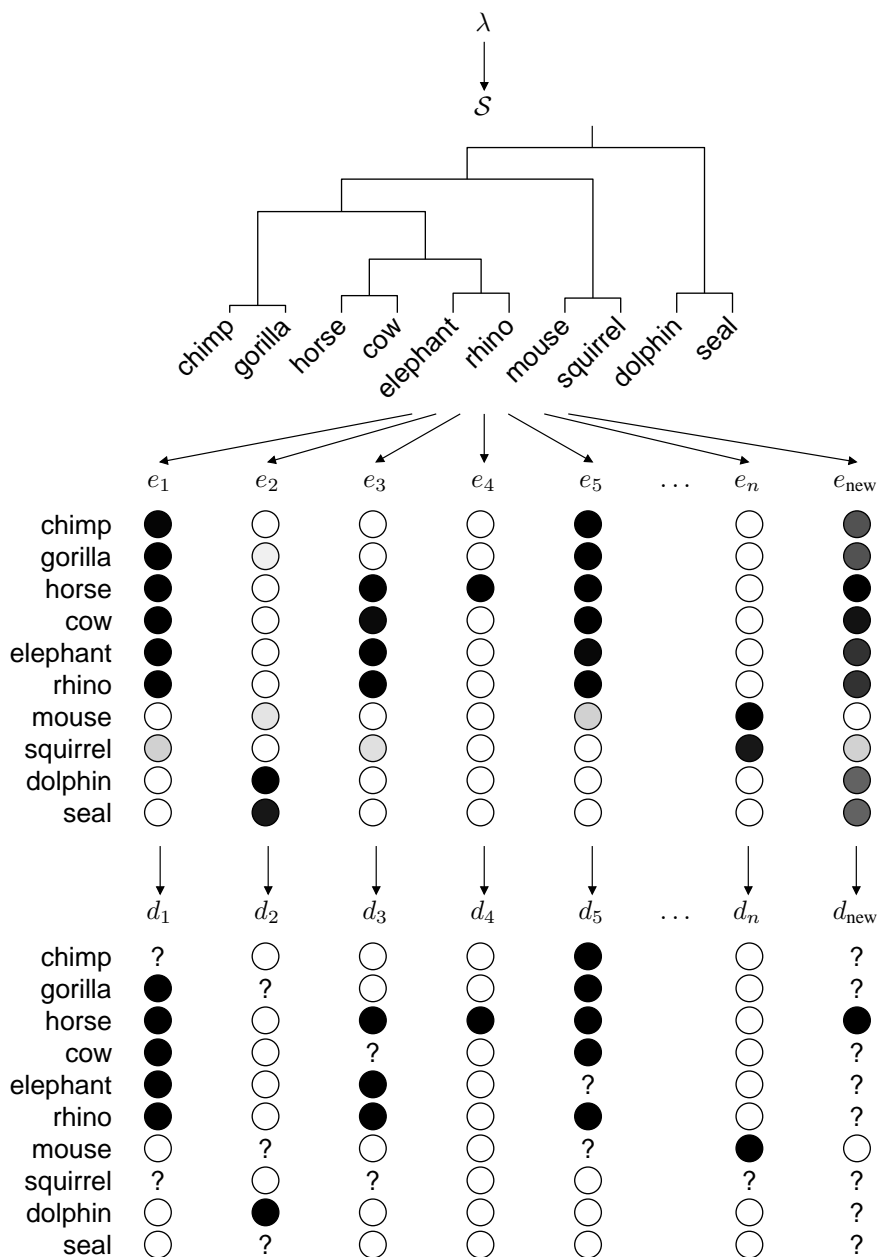 λ
S
chimp gorilla horse cow elephant rhino mouse squirrel dolphin seal
e1 e2 e3 e4 e5 ... en enew
chimp
gorilla
horse
cow
elephant
rhino
mouse
squirrel
dolphin
seal
d1 d2 d3 d4 d5 ... dn dnew
chimp ? ?
gorilla ? ?
horse
cow ? ?
elephant ? ?
rhino ?
mouse ? ?
squirrel ? ? ? ?
dolphin ?
seal ? ?